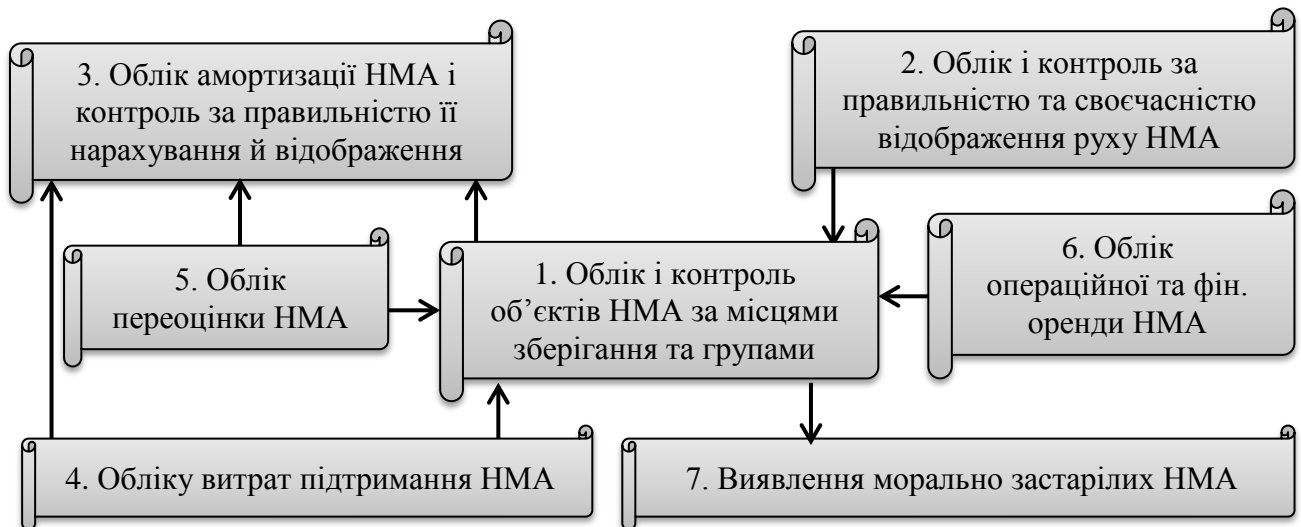 3. Облік амортизації НМА і
контроль за правильністю її
нарахування й відображення
2. Облік і контроль за
правильністю та своєчасністю
відображення руху НМА
5. Облік
переоцінки НМА
1. Облік і контроль
об’єктів НМА за місцями
зберігання та групами
6. Облік
операційної та фін.
оренди НМА
4. Обліку витрат підтримання НМА
7. Виявлення морально застарілих НМА